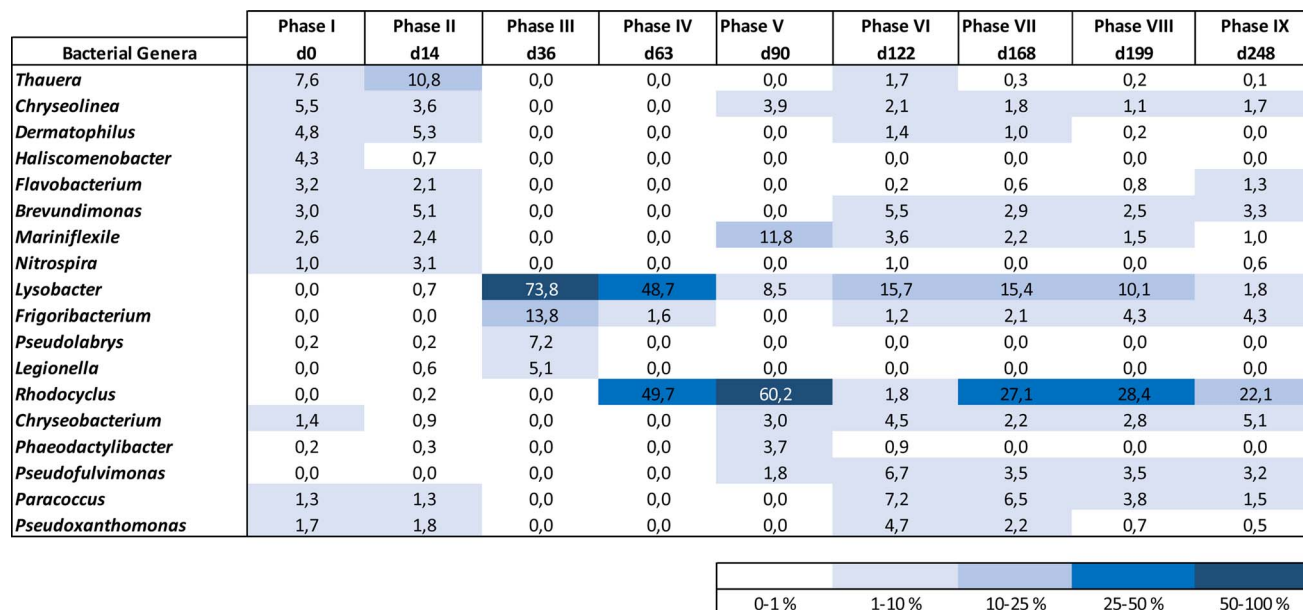 Phase I Phase II Phase III Phase IV Phase V Phase VI Phase VII Phase VIII Phase IX
Bacterial Genera d0 d14 d36 d63 d90 d122 d168 d199 d248
Thauera 7,6 10,8 0,0 0,0 0,0 1,7 0,3 0,2 0,1
Chryseolinea 5,5 3,6 0,0 0,0 3,9 2,1 1,8 1,1 1,7
Dermatophilus 4,8 5,3 0,0 0,0 0,0 1,4 1,0 0,2 0,0
Haliscomenobacter 4,3 0,7 0,0 0,0 0,0 0,0 0,0 0,0 0,0
Flavobacterium 3,2 2,1 0,0 0,0 0,0 0,2 0,6 0,8 1,3
Brevundimonas 3,0 5,1 0,0 0,0 0,0 5,5 2,9 2,5 3,3
Mariniflexile 2,6 2,4 0,0 0,0 11,8 3,6 2,2 1,5 1,0
Nitrospira 1,0 3,1 0,0 0,0 0,0 1,0 0,0 0,0 0,6
Lysobacter 0,0 0,7 73,8 48,7 8,5 15,7 15,4 10,1 1,8
Frigoribacterium 0,0 0,0 13,8 1,6 0,0 1,2 2,1 4,3 4,3
Pseudolabrys 0,2 0,2 7,2 0,0 0,0 0,0 0,0 0,0 0,0
Legionella 0,0 0,6 5,1 0,0 0,0 0,0 0,0 0,0 0,0
Rhodocyclus 0,0 0,2 0,0 49,7 60,2 1,8 27,1 28,4 22,1
Chryseobacterium 1,4 0,9 0,0 0,0 3,0 4,5 2,2 2,8 5,1
Phaeodactylibacter 0,2 0,3 0,0 0,0 3,7 0,9 0,0 0,0 0,0
Pseudofulvimonas 0,0 0,0 0,0 0,0 1,8 6,7 3,5 3,5 3,2
Paracoccus 1,3 1,3 0,0 0,0 0,0 7,2 6,5 3,8 1,5
Pseudoxanthomonas 1,7 1,8 0,0 0,0 0,0 4,7 2,2 0,7 0,5
0-1 % 1-10 % 10-25 % 25-50 % 50-100 %